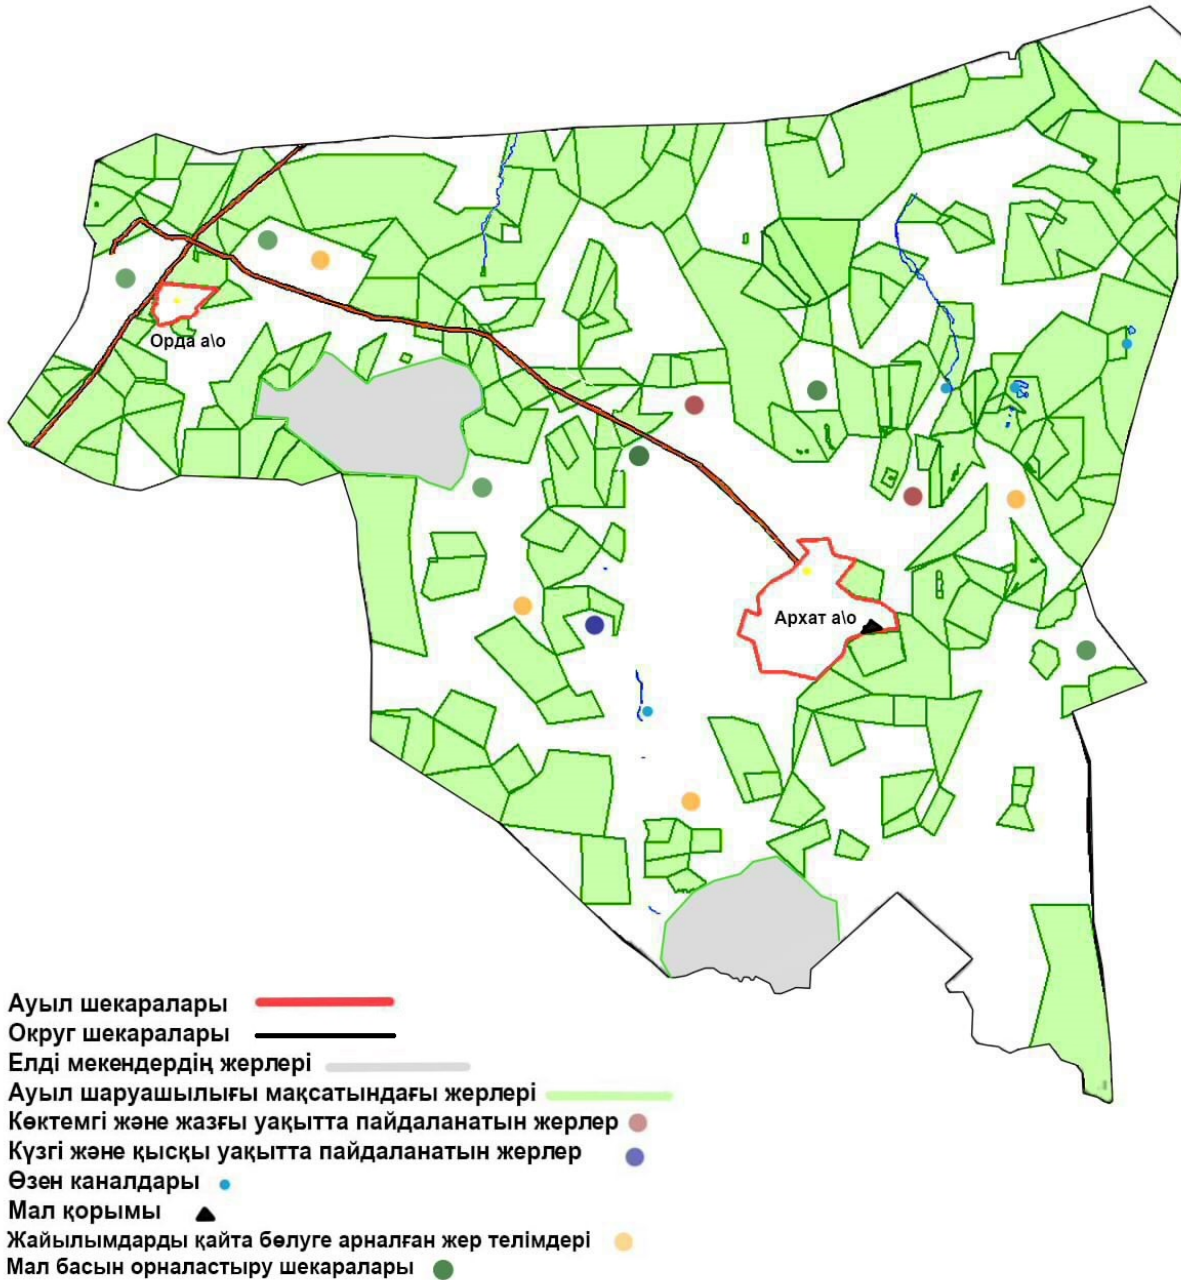 Орда а\о
Архат а\о
Ауыл шекаралары
Округ шекаралары
Елді мекендердің жерлері
Ауыл шаруашылығы мақсатындағы жерлері
Көктемгі және жазғы уақытта пайдаланатын жерлер
Күзгі және қысқы уақытта пайдаланатын жерлер
Өзен каналдары
Мал қорымы
Жайылымдарды қайта бөлуге арналған жер телімдері
Мал басын орналастыру шекаралары